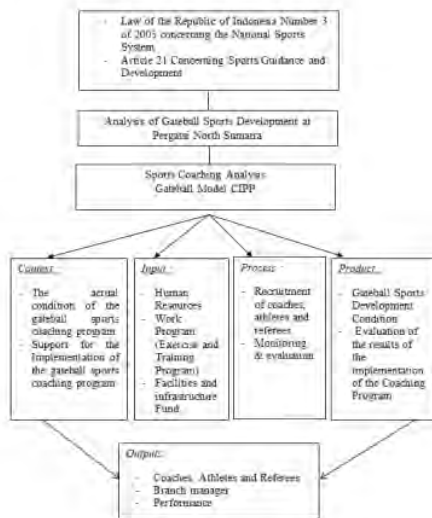 - Law of the Republic of Indonesia Number 3
of 2005 concerning the National Sports
System
- Article 21 Concerning Sports Guidance and
Development
Analysis of Gateball Sports Development at
Pergatsi North Sumatra
Sports Coaching Analysis
Gateball Model CIPP
Context :
- The actual
condition of the
gateball sports
coaching program
- Support for the
Implementation of
the gateball sports
coaching program
Input :
- Human
Resources
- Work
Program
(Exercise and
Training
Program)
- Facilities and
infrastructure
Fund
Process :
- Recruitment
of coaches,
athletes and
referees
- Monitoring
& evaluation
Product :
- Gateball Sports
Development
Condition
- Evaluation of
the results of
the
implementation
of the Coaching
Program
Output:
- Coaches, Athletes and Referees
- Branch manager
- Performance